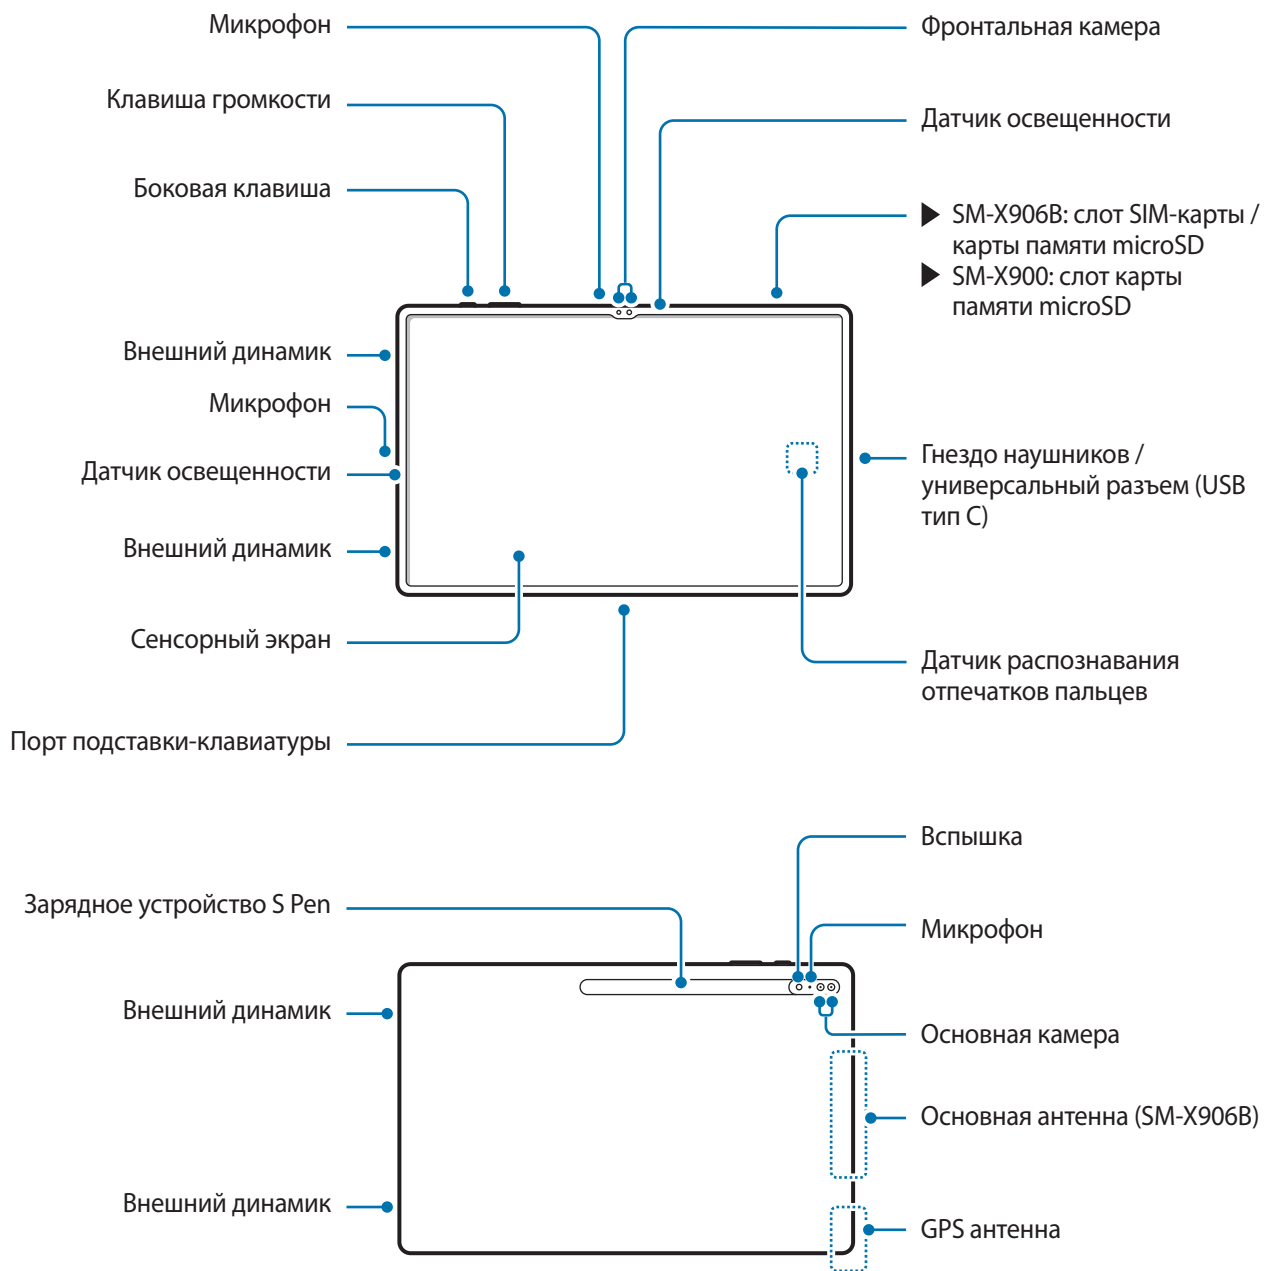 Микрофон
Клавиша громкости
Боковая клавиша
Внешний динамик
Микрофон
Датчик освещенности
Внешний динамик
Сенсорный экран
Порт подставки-клавиатуры
Фронтальная камера
Датчик освещенности
SM-X906B: слот SIM-карты /
карты памяти microSD
SM-X900: слот карты
памяти microSD
Гнездо наушников /
универсальный разъем (USB
тип C)
Датчик распознавания
отпечатков пальцев
Зарядное устройство S Pen
Внешний динамик
Внешний динамик
Вспышка
Микрофон
Основная камера
Основная антенна (SM-X906B)
GPS антенна